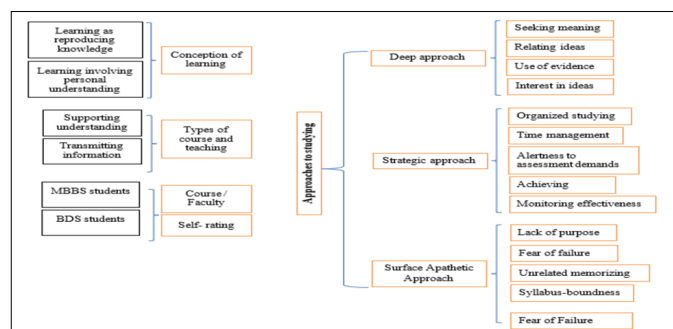 Learning as
reproducing
knowledge
Learning involving
personal
understanding
Conception of
learning
Supporting
understanding
Transmitting
information
Types of
course and
teaching
MBBS students
BDS students
Course /
Faculty
Self- rating
Approaches to studying
Deep approach
Seeking meaning
Relating ideas
Use of evidence
Interest in ideas
Strategic approach
Organized studying
Time management
Alertness to
assessment demands
Achieving
Monitoring effectiveness
Surface Apathetic
Approach
Lack of purpose
Fear of failure
Unrelated memorizing
Syllabus-boundness
Fear of Failure